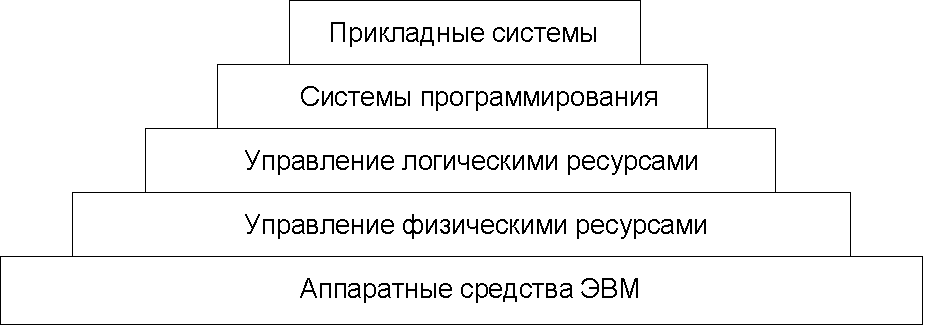 Прикладные системы
Системы программирования
Управление логическими ресурсами
Управление физическими ресурсами
Аппаратные средства ЭВМ